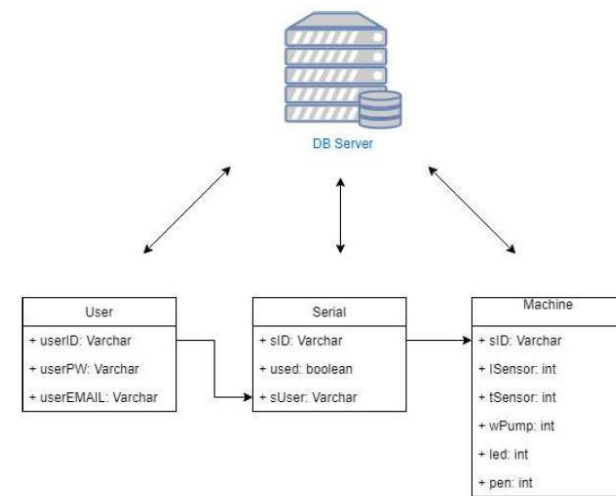 DB Server
User
+ userID: Varchar
+ userPW: Varchar
+ userEMAIL: Varchar
Serial
+ sID: Varchar
+ used: boolean
+ sUser: Varchar
Machine
+ sID: Varchar
+ lSensor: int
+ tSensor: int
+ wPump: int
+ led: int
+ pen: int